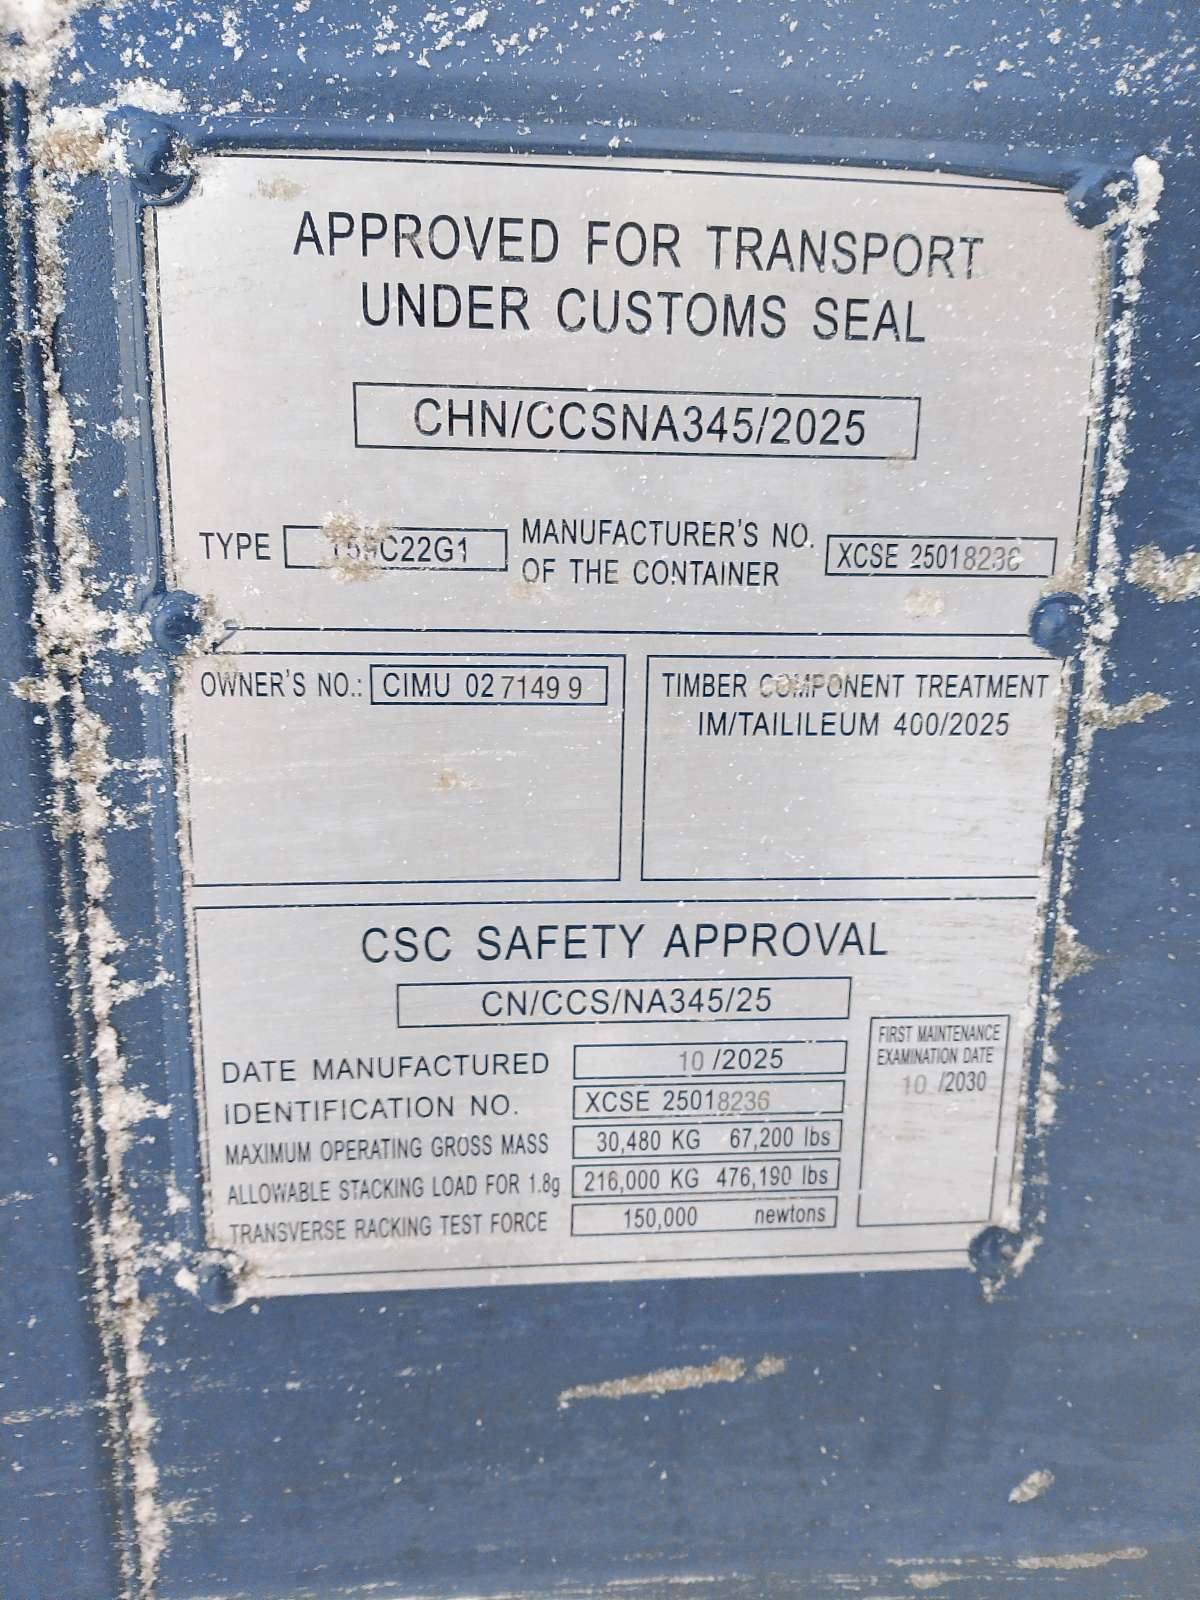 APPROVED FOR TRANSPORT
UNDER CUSTOMS SEAL
CHN/CCSNA345/2025
TYPE
MANUFACTURER'S NO.
OF THE CONTAINER
XCSE 25018236
OWNER'S NO.: CIMU 02 7149 9
TIMBER COMPONENT TREATMENT
IM/TAILILEUM 400/2025
CSC SAFETY APPROVAL
CN/CCS/NA345/25
DATE MANUFACTURED 10 /2025
IDENTIFICATION NO. XCSE 25018236
MAXIMUM OPERATING GROSS MASS 30,480 KG 67,200 lbs
ALLOWABLE STACKING LOAD FOR 1.8g 216,000 KG 476,190 lbs
TRANSVERSE RACKING TEST FORCE 150,000 newtons
FIRST MAINTENANCE
EXAMINATION DATE
10 /2030